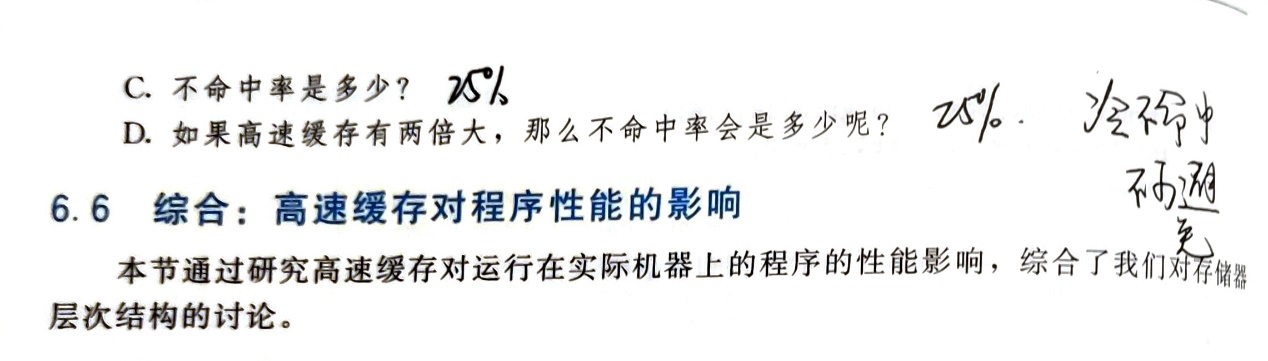 C. 不命中率是多少？ 25%
D. 如果高速缓存有两倍大，那么不命中率会是多少呢？ 25%. 冷不命中
不可避
免
6.6 综合：高速缓存对程序性能的影响
本节通过研究高速缓存对运行在实际机器上的程序的性能影响，综合了我们对存储器
层次结构的讨论。